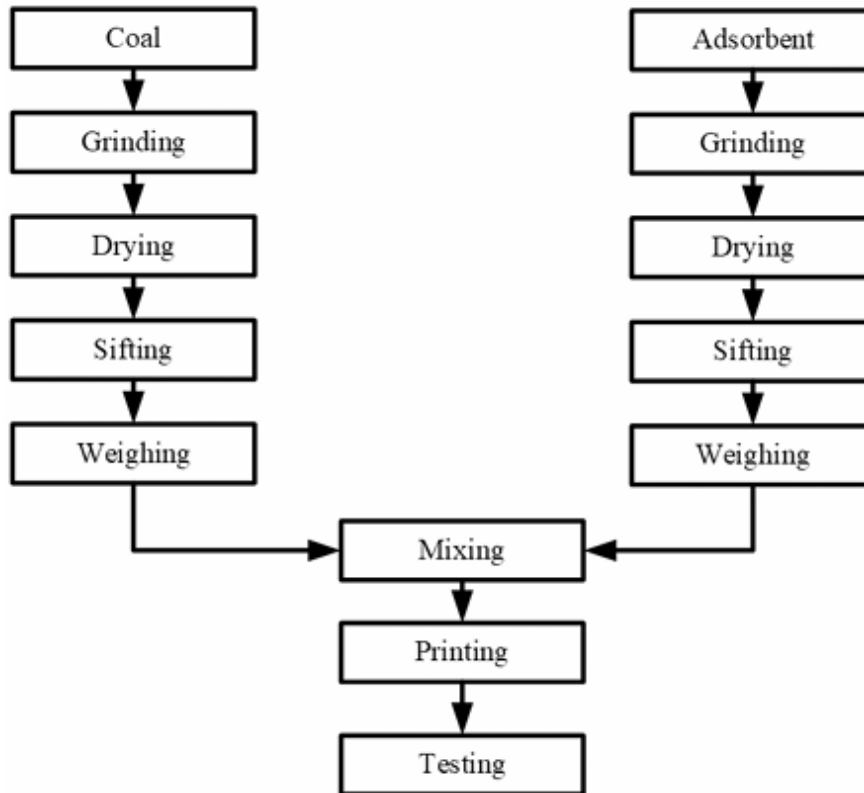 Coal
Grinding
Drying
Sifting
Weighing
Adsorbent
Grinding
Drying
Sifting
Weighing
Mixing
Printing
Testing